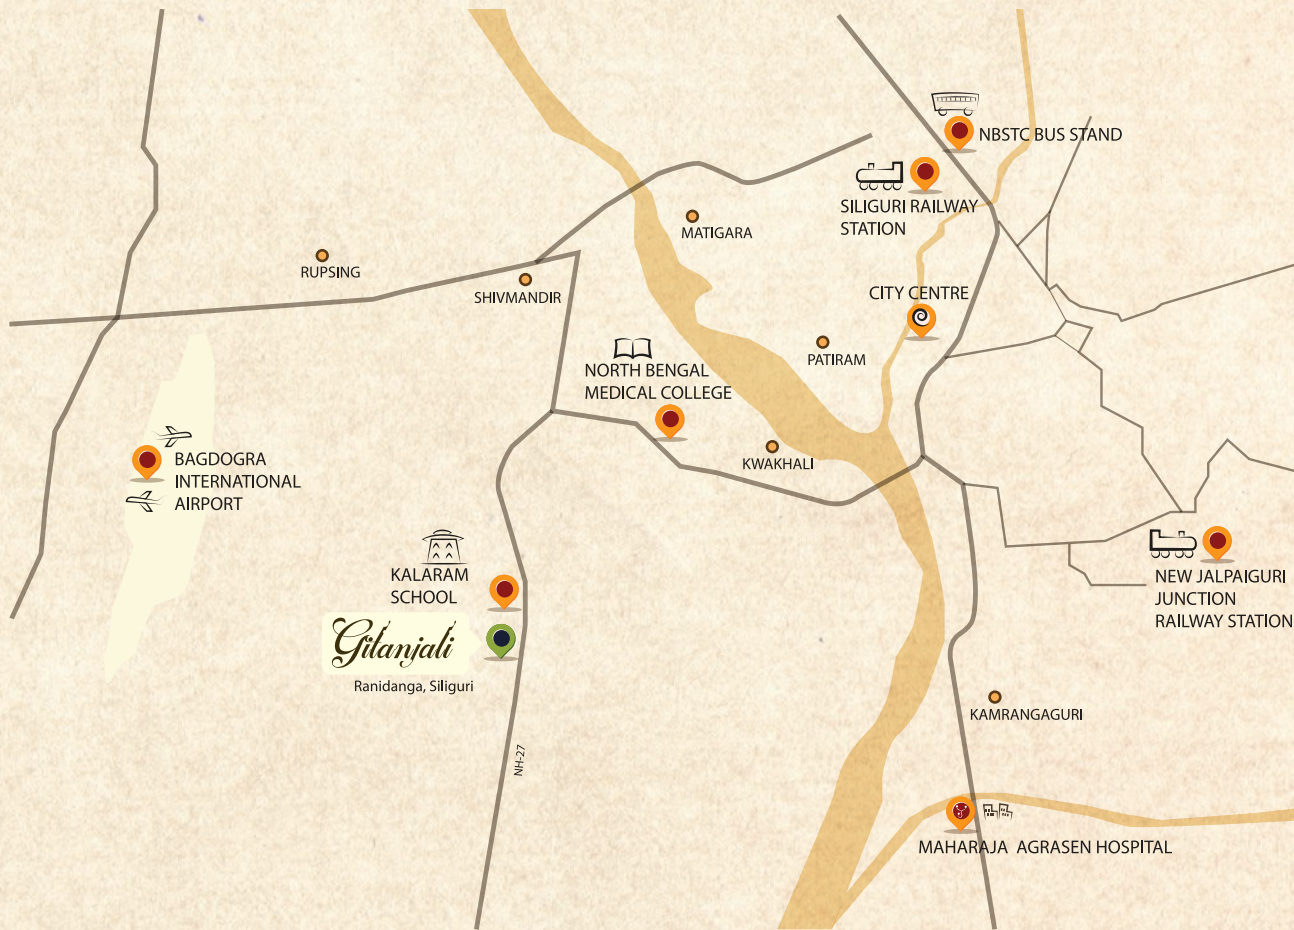 NBSTC BUS STAND
SILIGURI RAILWAY
STATION
MATIGARA
RUPSING
SHIVMANDIR
CITY CENTRE
PATIRAM
NORTH BENGAL
MEDICAL COLLEGE
KWAKHALI
BAGDOGRA
INTERNATIONAL
AIRPORT
KALARAM
SCHOOL
NEW JALPAIGURI
JUNCTION
RAILWAY STATION
Gitanjali
Ranidanga, Siliguri
KAMRANGAGURI
NH-27
MAHARAJA AGRASEN HOSPITAL